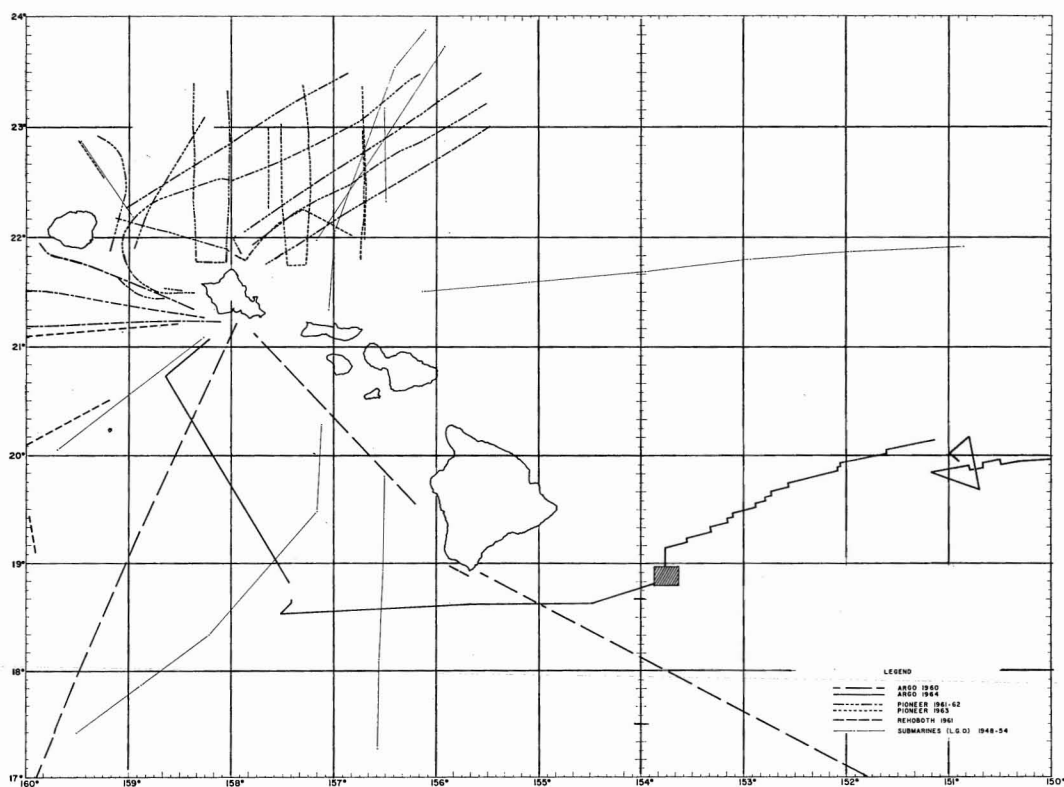 24°
23°
22°
21°
20°
19°
18°
17°
160° 159° 158° 157° 156° 155° 154° 153° 152° 151° 150°
LEGEND
ARGO 1960
ARGO 1964
PIONEER 1961-62
PIONEER 1963
REHOBOTH 1961
SUBMARINES (L.G.O.) 1948-54